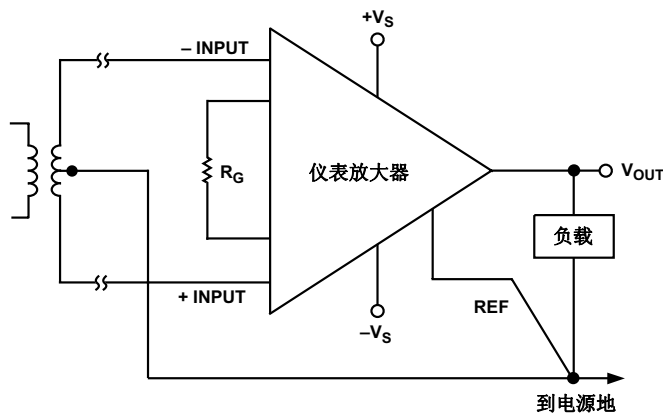 +VS
– INPUT
RG
仪表放大器
VOUT
负载
+ INPUT
REF
–VS
到电源地